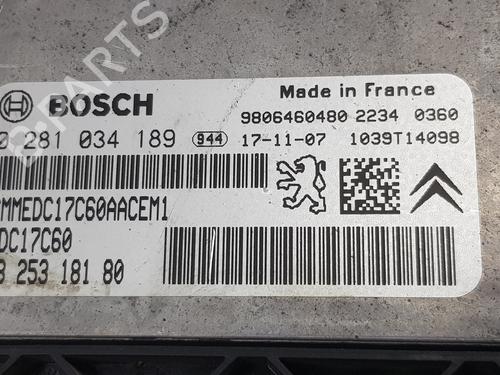 BOSCH
Made in France
9806460480 2234 0360
0 281 034 189 944 17-11-07 1039T14098
MMEDC17C60AACEM1
DC17C60
253 181 80
B PARTS